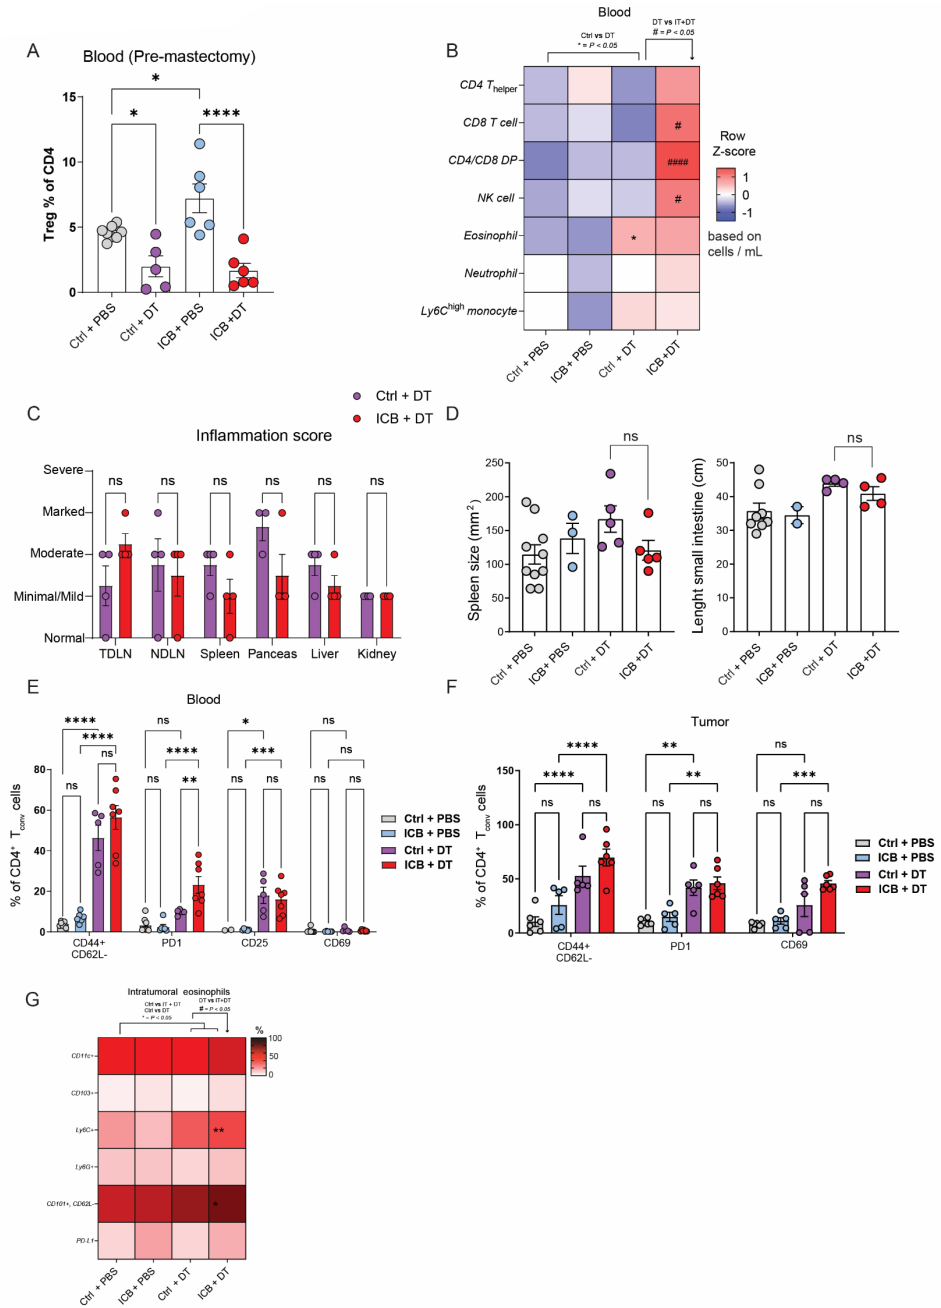 A
Blood (Pre-mastectomy)
Treg % of CD4
15
10
5
0
*
*
****
Ctrl + PBS
Ctrl + DT
ICB + PBS
ICB +DT
B
Blood
Ctrl vs DT
* = P < 0.05
DT vs IT+DT
# = P < 0.05
CD4 Thelper
CD8 T cell
CD4/CD8 DP
NK cell
Eosinophil
Neutrophil
Ly6Chigh monocyte
#
####
#
*
Row
Z-score
1
0
-1
based on
cells / mL
Ctrl + PBS
ICB+ PBS
Ctrl + DT
ICB +DT
C
Ctrl + DT
ICB + DT
Inflammation score
Severe
Marked
Moderate
Minimal/Mild
Normal
ns ns ns ns ns ns
TDLN NDLN Spleen Panceas Liver Kidney
D
Spleen size (mm2)
250
200
150
100
50
0
ns
Ctrl + PBS
ICB+ PBS
Ctrl + DT
ICB +DT
Lenght small intestine (cm)
50
40
30
20
10
0
ns
Ctrl + PBS
ICB+ PBS
Ctrl + DT
ICB +DT
E
Blood
% of CD4+ Tconv cells
80
60
40
20
0
**** ns * ns
**** **** *** ns
ns **
ns ns ns ns ns ns
CD44+
CD62L-
PD1 CD25 CD69
Ctrl + PBS
ICB + PBS
Ctrl + DT
ICB + DT
F
Tumor
% of CD4+ Tconv cells
150
100
50
0
**** ** ns
**** ** ***
ns ns ns ns ns ns
CD44+
CD62L-
PD1 CD69
Ctrl + PBS
ICB + PBS
Ctrl + DT
ICB + DT
G
Intratumoral eosinophils
Ctrl vs IT + DT
Ctrl vs DT
* = P < 0.05
DT vs IT+DT
# = P < 0.05
%
100
50
0
CD11c+
CD103+
Ly6C+
Ly6G+
CD101+, CD62L-
PD-L1
**
*
Ctrl + PBS
ICB + PBS
Ctrl + DT
ICB + DT